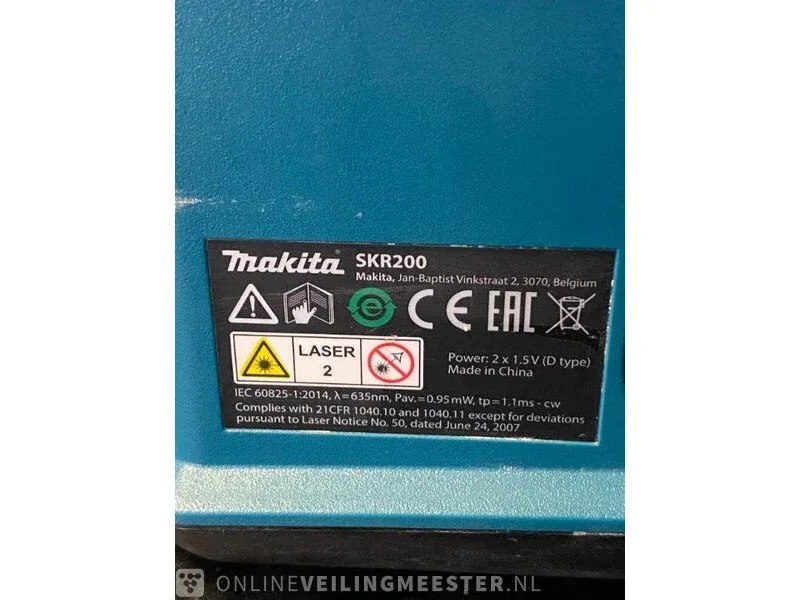 makita SKR200
Makita, Jan-Baptist Vinkstraat 2, 3070, Belgium
e CE EAC
LASER
2
Power: 2 x 1.5 V (D type)
Made in China
IEC 60825-1:2014, λ=635nm, Pav.=0.95mW, tp=1.1ms - cw
Complies with 21CFR 1040.10 and 1040.11 except for deviations
pursuant to Laser Notice No. 50, dated June 24, 2007
ONLINEVEILINGMEESTER.NL